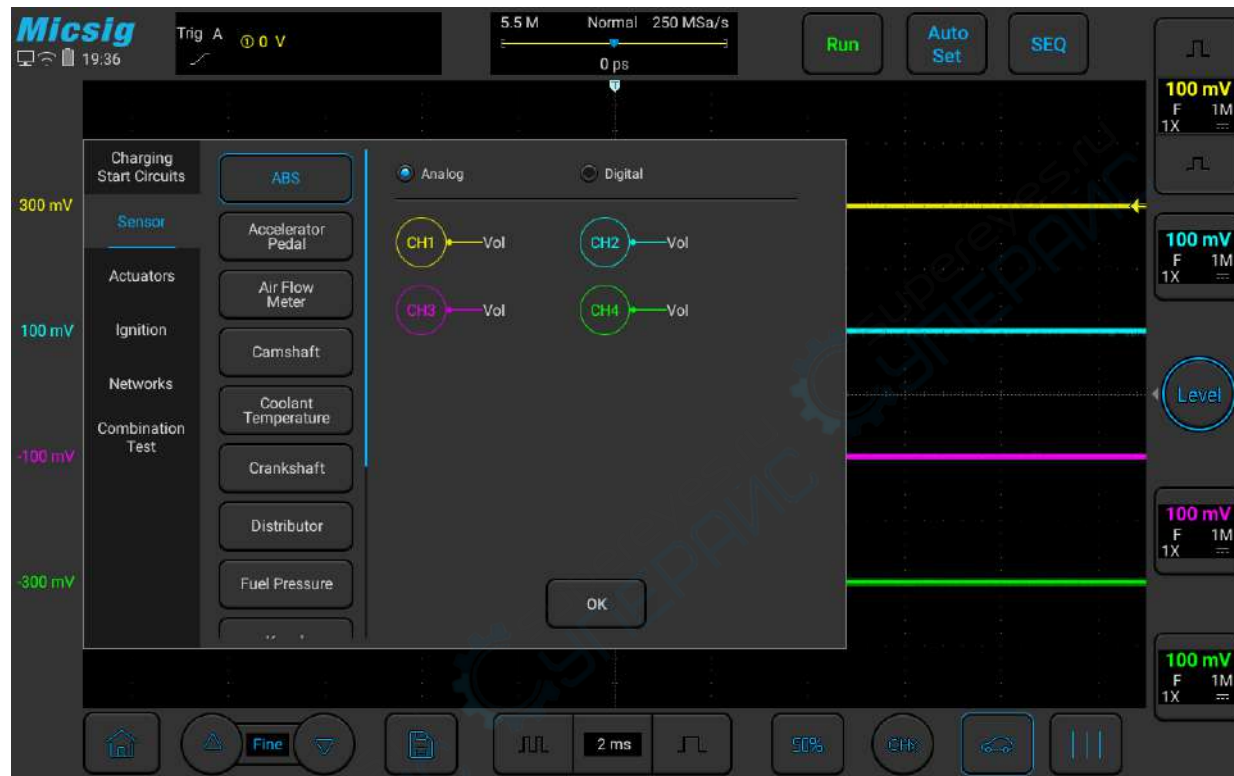 Micsig
19:36
Trig A
① 0 V
5.5 M Normal 250 MSa/s
0 ps
T
Run
Auto
Set
SEQ
100 mV
F 1M
1X
Charging
Start Circuits
Sensor
Actuators
Ignition
Networks
Combination
Test
ABS
Accelerator
Pedal
Air Flow
Meter
Camshaft
Coolant
Temperature
Crankshaft
Distributor
Fuel Pressure
Analog
Digital
CH1 Vol
CH2 Vol
CH3 Vol
CH4 Vol
OK
300 mV
100 mV
-100 mV
-300 mV
100 mV
F 1M
1X
Level
100 mV
F 1M
1X
100 mV
F 1M
1X
Fine
2 ms
50%
supereyes.ru
СУПЕРАЙС